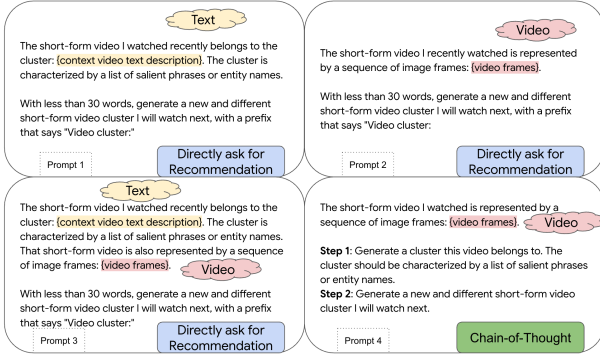 Text
The short-form video I watched recently belongs to the
cluster: {context video text description}. The cluster is
characterized by a list of salient phrases or entity names.
With less than 30 words, generate a new and different
short-form video cluster I will watch next, with a prefix
that says "Video cluster:"
Prompt 1
Directly ask for
Recommendation
Video
The short-form video I recently watched is represented
by a sequence of image frames: {video frames}.
With less than 30 words, generate a new and different
short-form video cluster I will watch next, with a prefix
that says "Video cluster:
Prompt 2
Directly ask for
Recommendation
Text
The short-form video I watched recently belongs to the
cluster: {context video text description}. The cluster is
characterized by a list of salient phrases or entity names.
That short-form video is also represented by a sequence
of image frames: {video frames}.
Video
With less than 30 words, generate a new and different
short-form video cluster I will watch next, with a prefix
that says "Video cluster:"
Prompt 3
Directly ask for
Recommendation
The short-form video I watched is represented by a
sequence of image frames: {video frames}.
Video
Step 1: Generate a cluster this video belongs to. The
cluster should be characterized by a list of salient phrases
or entity names.
Step 2: Generate a new and different short-form video
cluster I will watch next.
Prompt 4
Chain-of-Thought